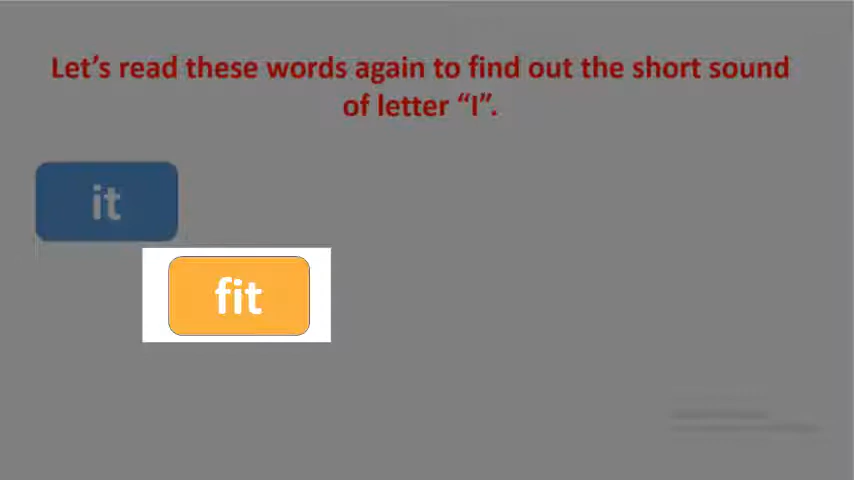 Let's read these words again to find out the short sound
of letter “I”.
it
fit